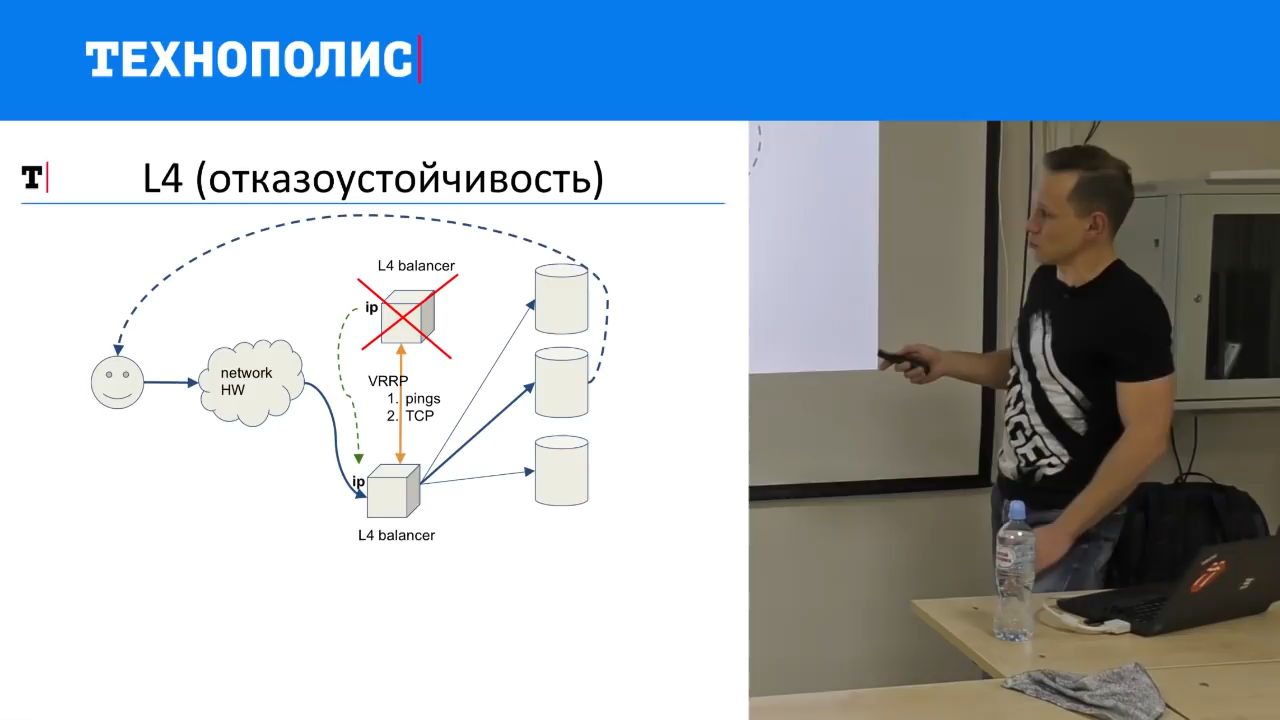 ТЕХНОПОЛИС
Т
L4 (отказоустойчивость)
L4 balancer
ip
network
HW
VRRP
1. pings
2. TCP
ip
L4 balancer